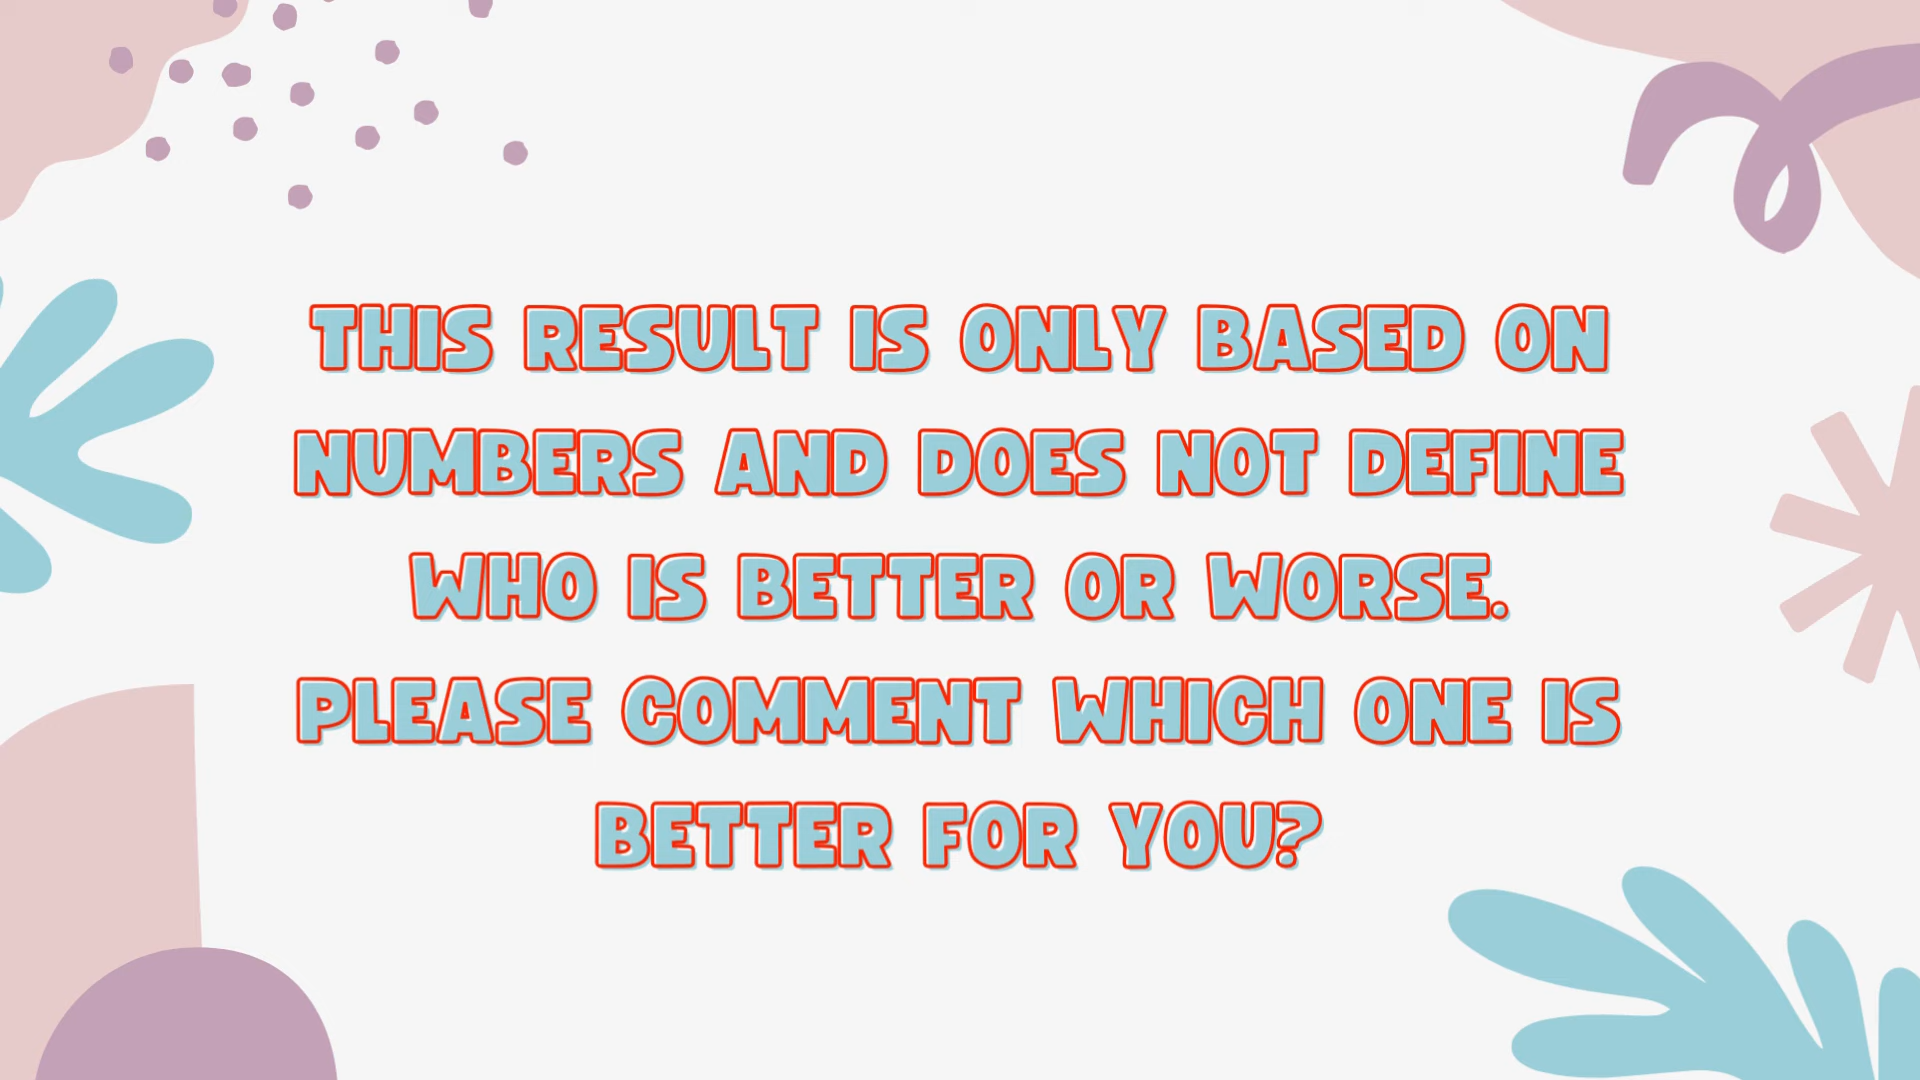 THIS RESULT IS ONLY BASED ON
NUMBERS AND DOES NOT DEFINE
WHO IS BETTER OR WORSE.
PLEASE COMMENT WHICH ONE IS
BETTER FOR YOU?